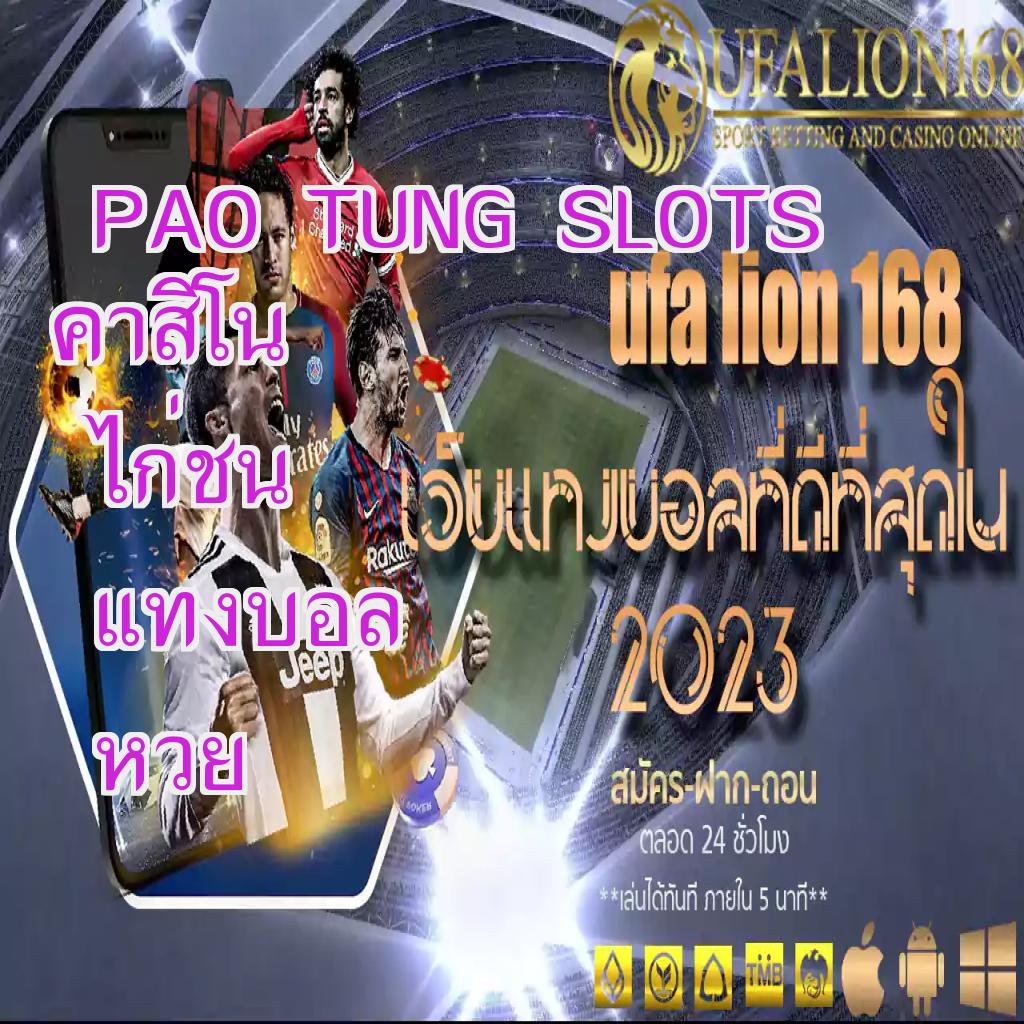 UFALION168
SPORT BETTING AND CASINO ONLINE
PAO TUNG SLOTS
คาสิโน
ไก่ชน
แทงบอล
หวย
ufa lion 168
เว็บแทงบอลที่ดีที่สุดใน
2023
สมัคร-ฝาก-ถอน
ตลอด 24 ชั่วโมง
**เล่นได้ทันที ภายใน 5 นาที**
TMB
Jeep